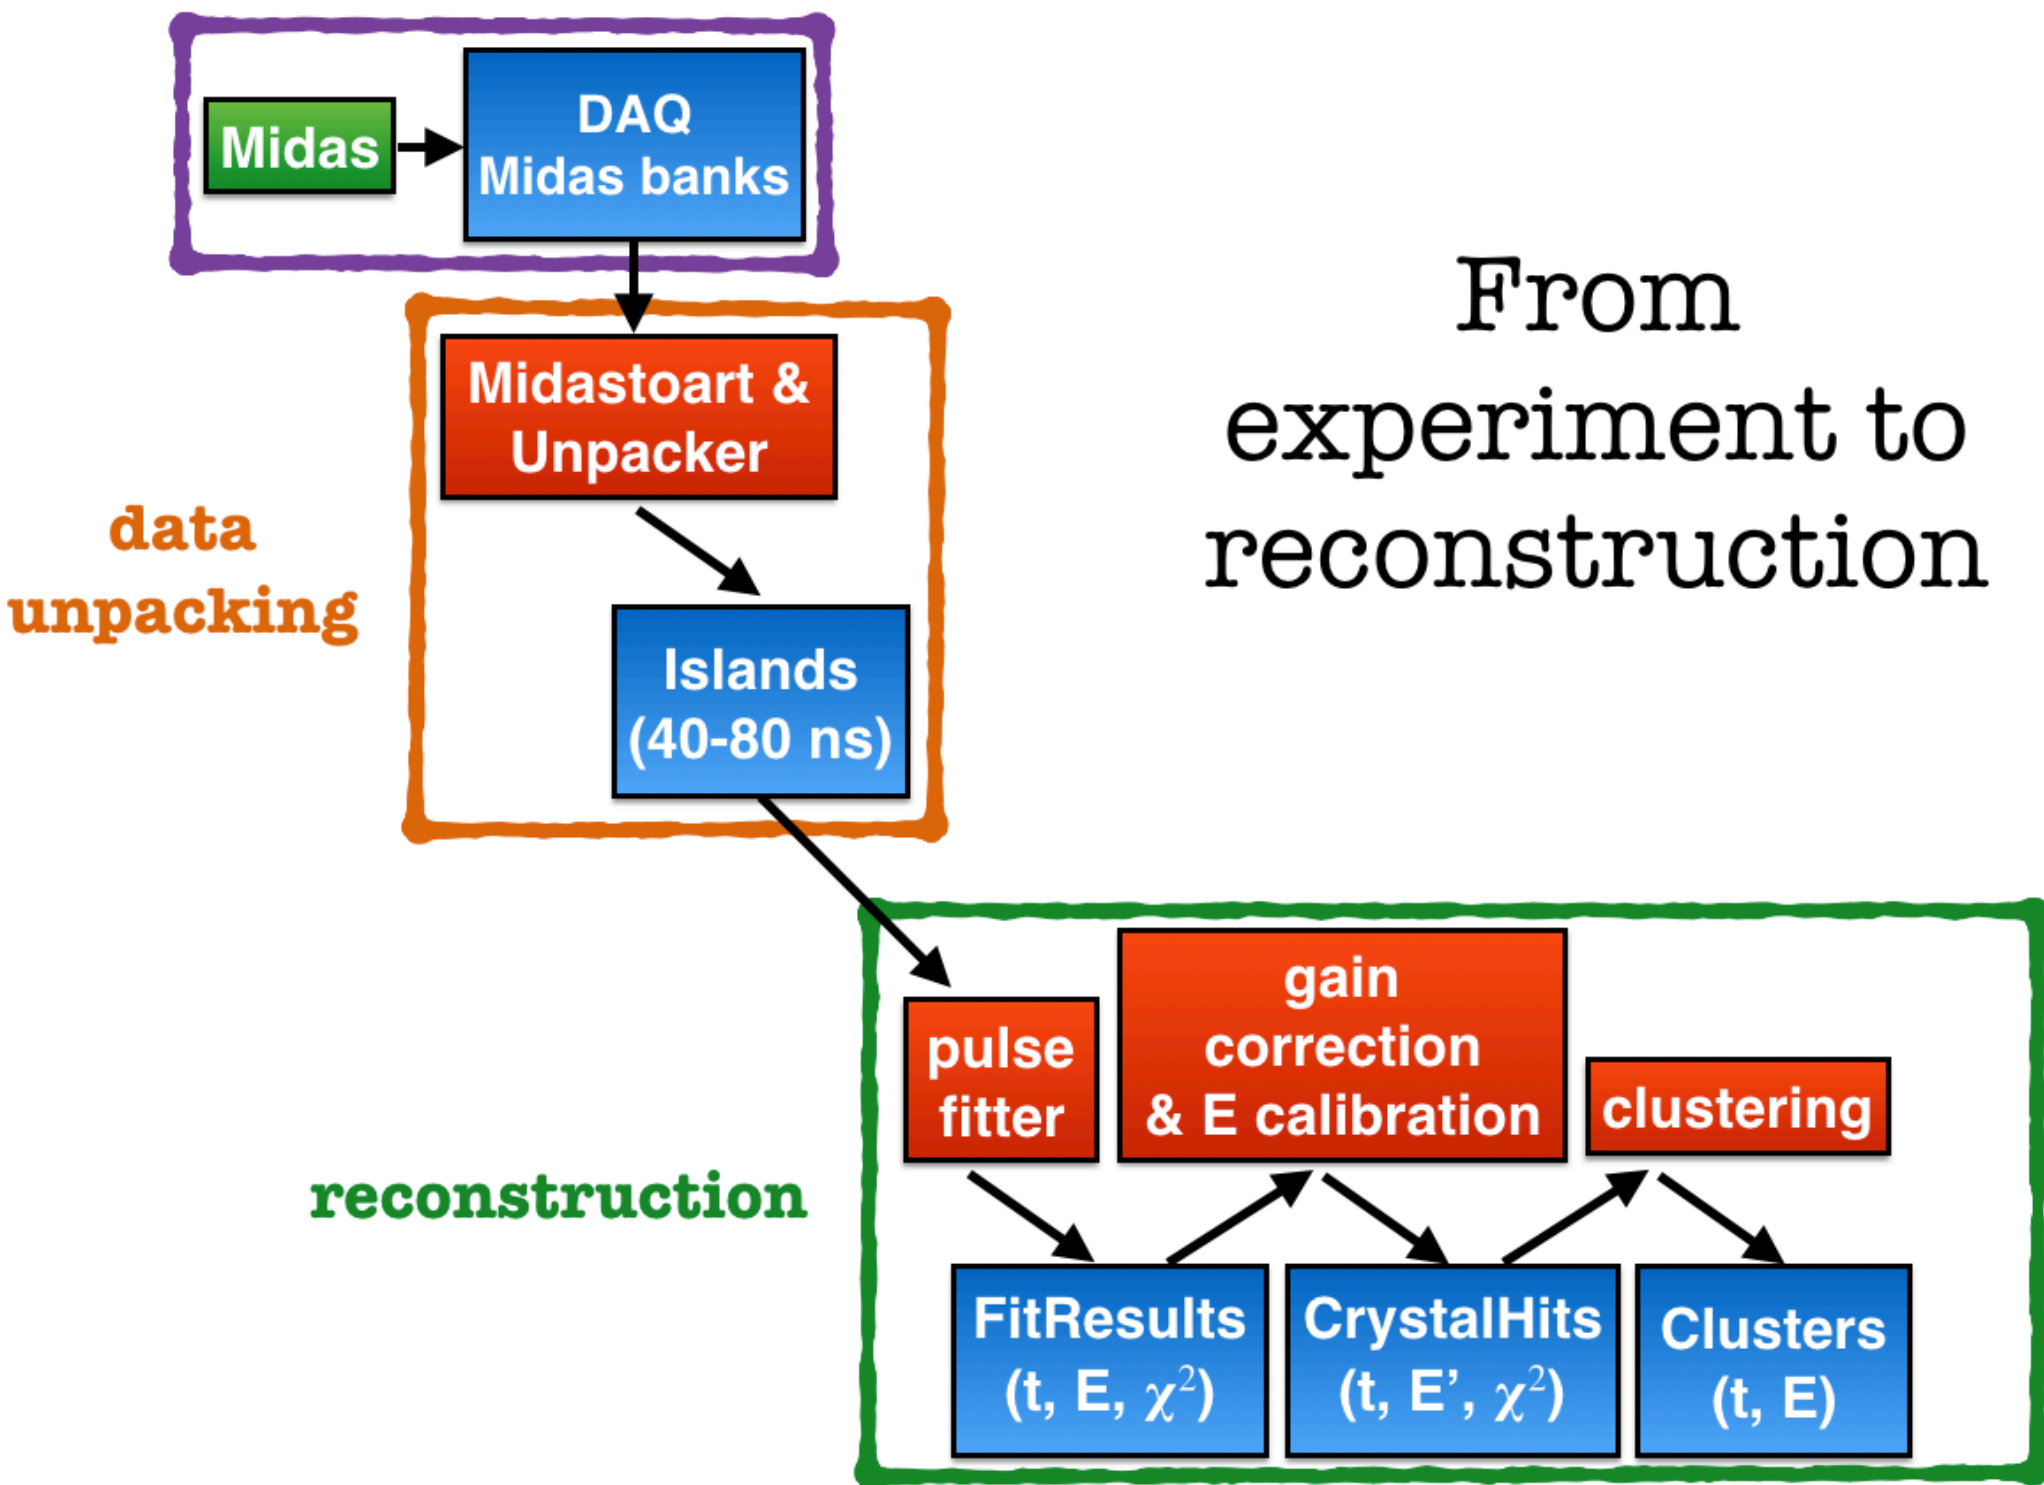 Midas
DAQ
Midas banks
From
experiment to
reconstruction
Midastoart &
Unpacker
data
unpacking
Islands
(40-80 ns)
reconstruction
pulse
fitter
gain
correction
& E calibration
clustering
FitResults
(t, E, χ²)
CrystalHits
(t, E’, χ²)
Clusters
(t, E)